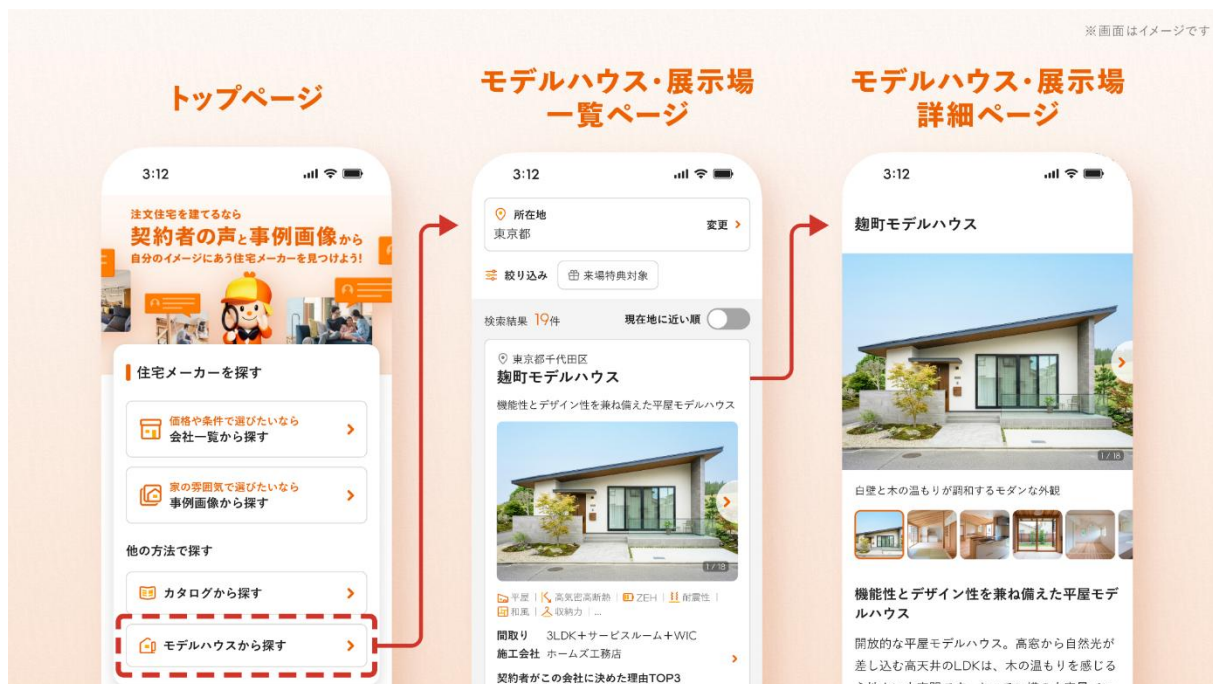 ※画面はイメージです
トップページ
3:12
注文住宅を建てるなら
契約者の声と事例画像から
自分のイメージにあう住宅メーカーを見つけよう!
住宅メーカーを探す
価格や条件で選びたいなら
会社一覧から探す
家の雰囲気で選びたいなら
事例画像から探す
他の方法で探す
カタログから探す
モデルハウスから探す
モデルハウス・展示場
一覧ページ
3:12
所在地
東京都
変更
絞り込み
来場特典対象
検索結果 19件
現在地に近い順
東京都千代田区
麹町モデルハウス
機能性とデザイン性を兼ね備えた平屋モデルハウス
1 / 18
平屋 | 高気密高断熱 | ZEH | 耐震性 |
和風 | 収納力 | ...
間取り 3LDK+サービスルーム+WIC
施工会社 ホームズ工務店
契約者がこの会社に決めた理由TOP3
モデルハウス・展示場
詳細ページ
3:12
麹町モデルハウス
1 / 18
白壁と木の温もりが調和するモダンな外観
機能性とデザイン性を兼ね備えた平屋モデ
ルハウス
開放的な平屋モデルハウス。高窓から自然光が
差し込む高天井のLDKは、木の温もりを感じる